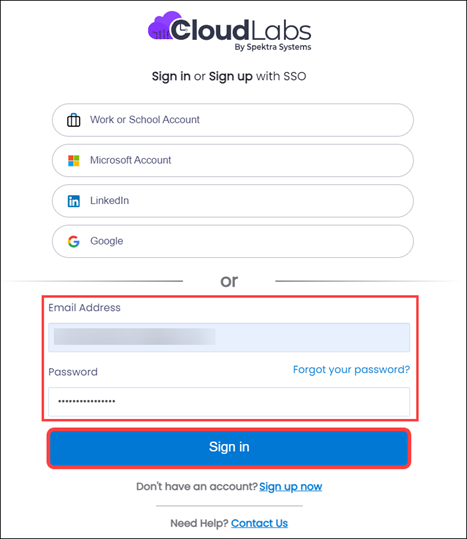 CloudLabs
By Spektra Systems
Sign in or Sign up with SSO
Work or School Account
Microsoft Account
LinkedIn
Google
or
Email Address
Password Forgot your password?
••••••••••••••••
Sign in
Don't have an account? Sign up now
Need Help? Contact Us